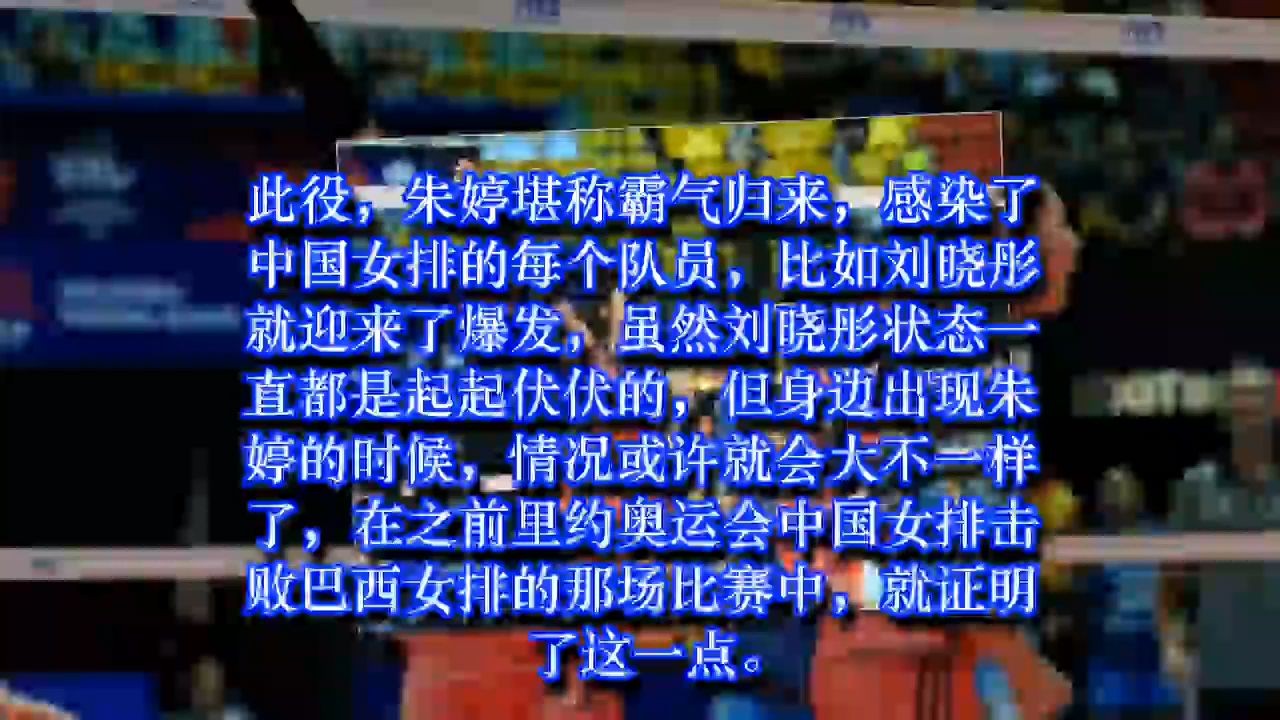 此役，朱婷堪称霸气归来，感染了
中国女排的每个队员，比如刘晓彤
就迎来了爆发，虽然刘晓彤状态一
直都是起起伏伏的，但身边出现朱
婷的时候，情况或许就会大不一样
了，在之前里约奥运会中国女排击
败巴西女排的那场比赛中，就证明
了这一点。